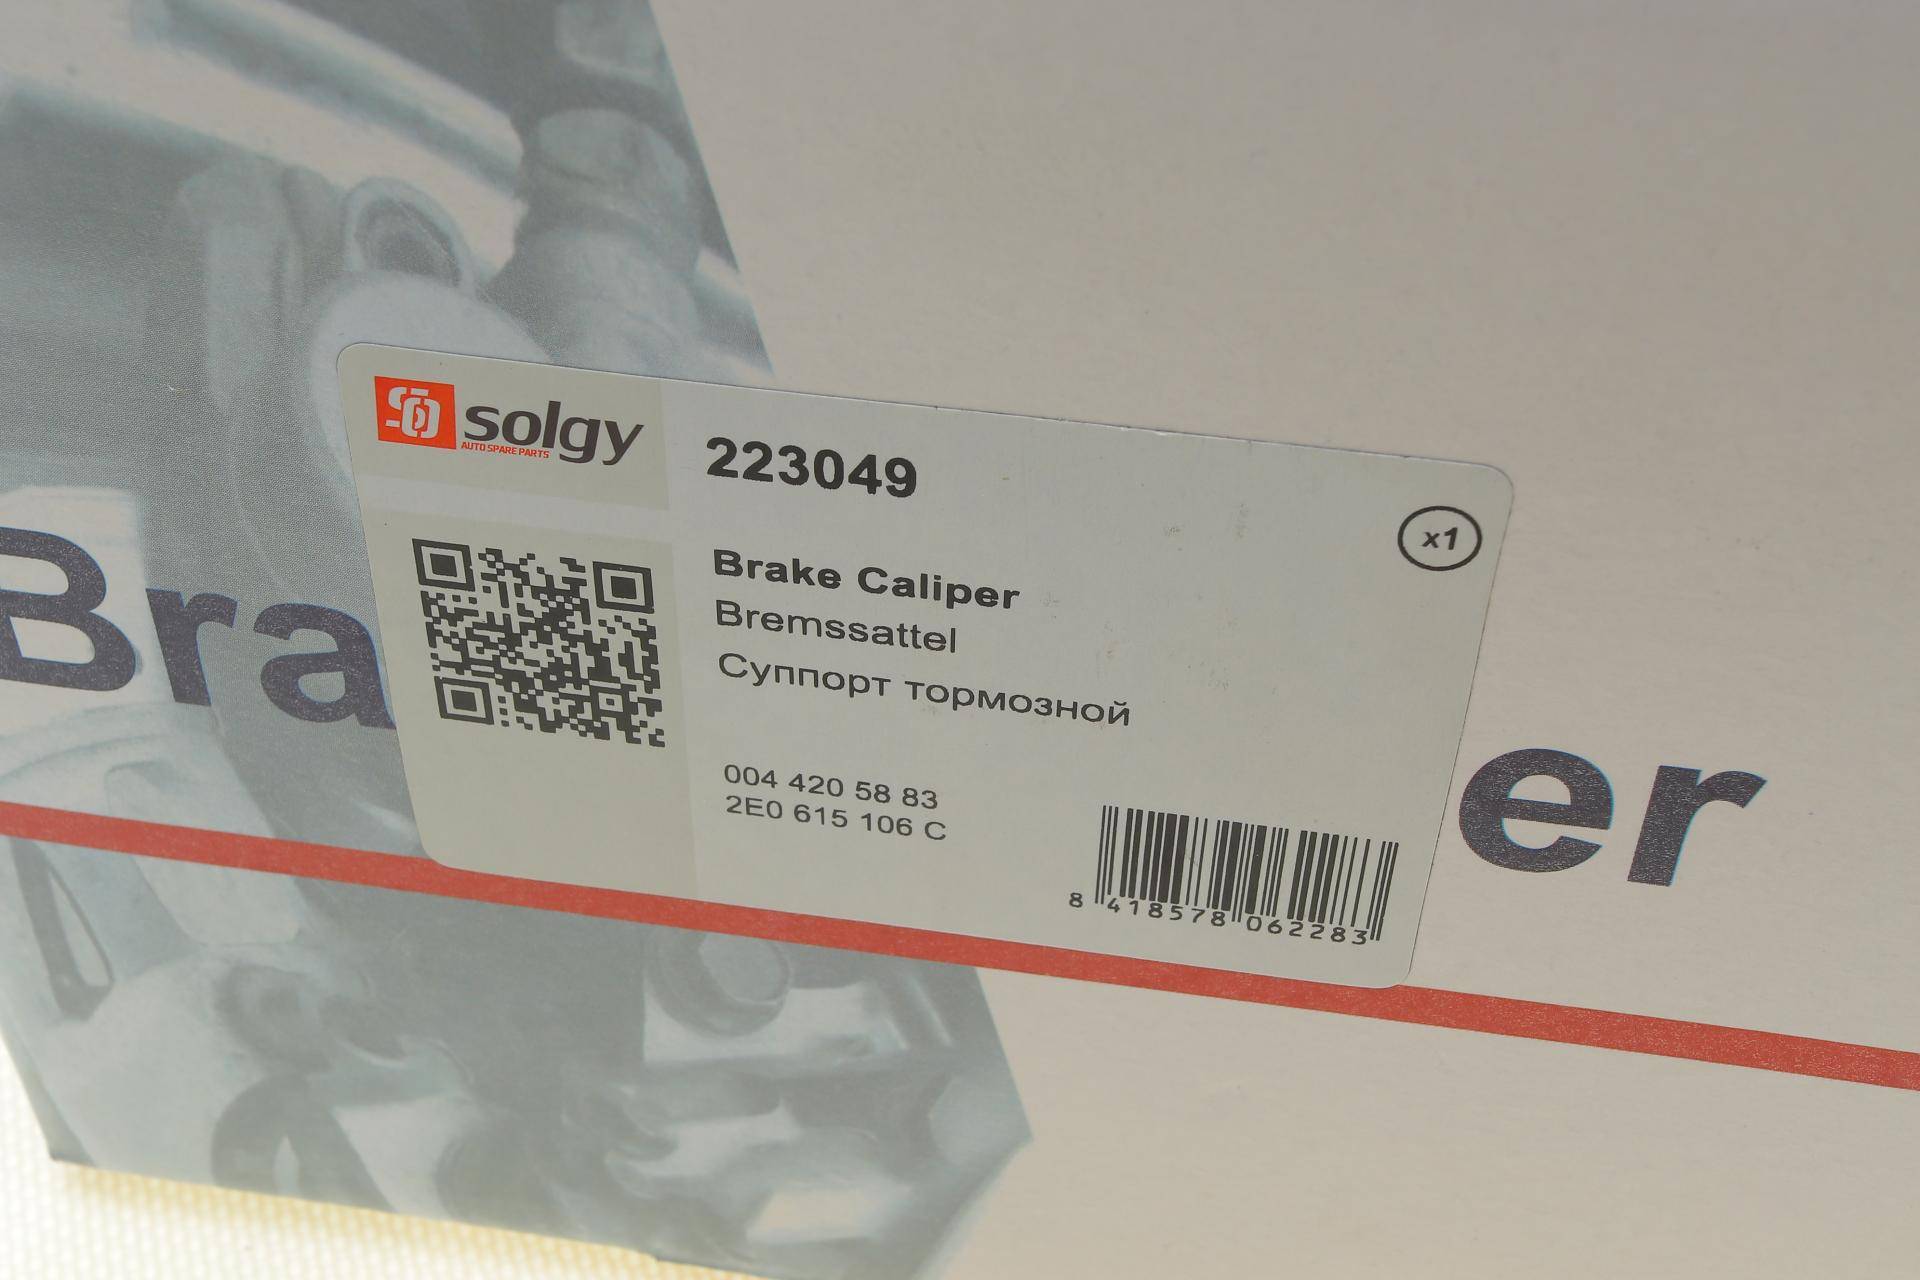 solgy
AUTO SPARE PARTS
223049
x1
Brake Caliper
Bremssattel
Суппорт тормозной
004 420 58 83
2E0 615 106 C
8 418578 062283
Bra
er